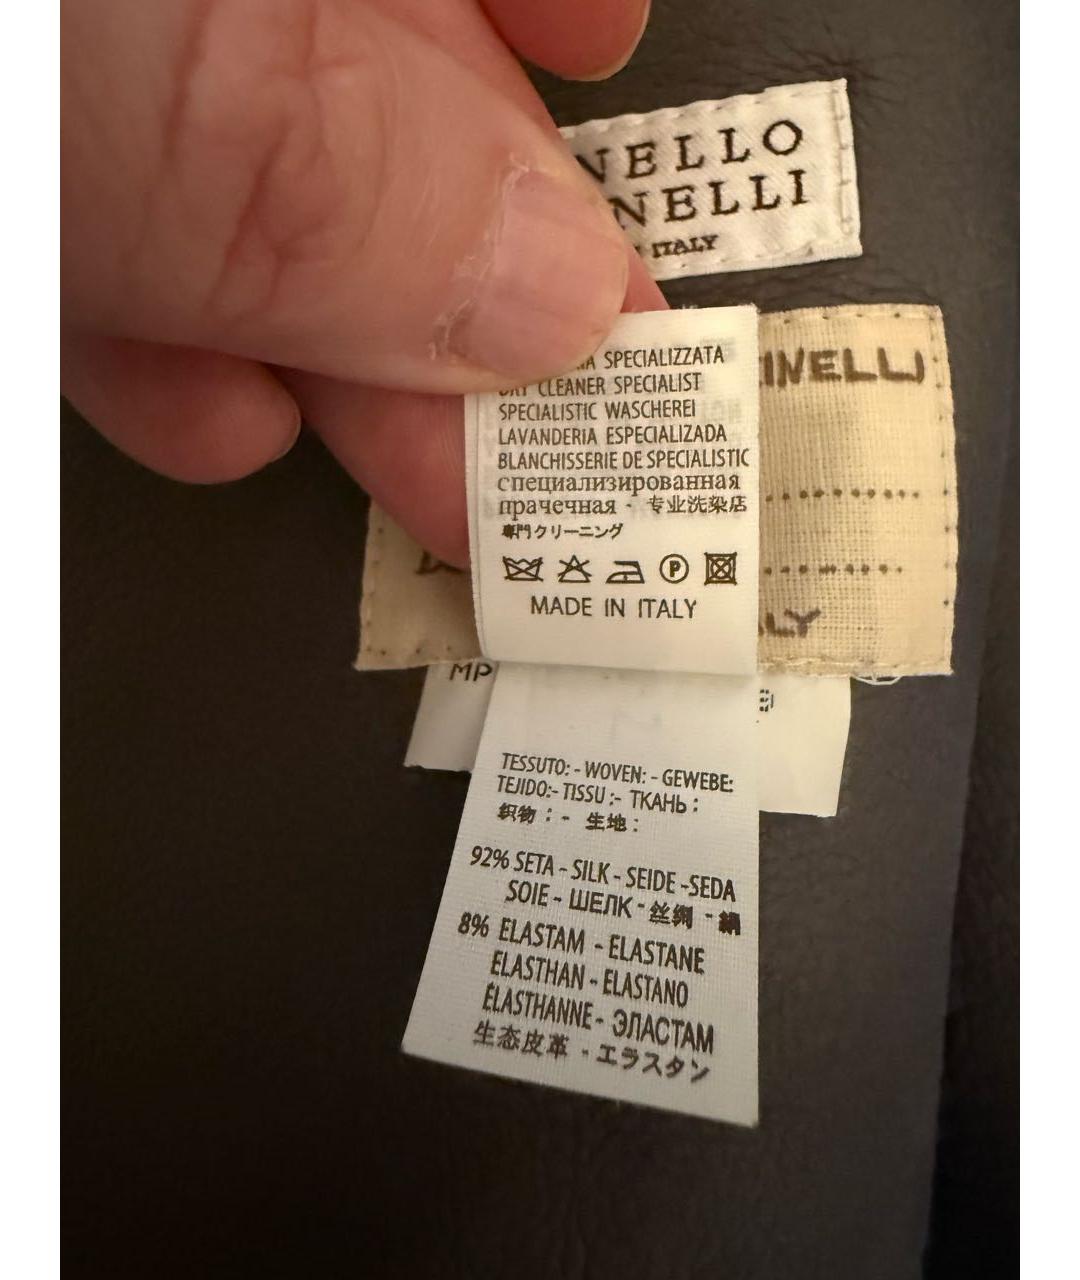 NELLO
NELLI
ITALY
INELLI
SPECIALIZZATA
DRY CLEANER SPECIALIST
SPECIALISTIC WASCHEREI
LAVANDERIA ESPECIALIZADA
BLANCHISSERIE DE SPECIALISTIC
специализированная
прачечная - 专业洗染店
専門クリーニング
P
MADE IN ITALY
ALY
MP
TESSUTO: - WOVEN: - GEWEBE:
TEJIDO:- TISSU :- ТКАНЬ :
织物 : - 生地 :
92% SETA - SILK - SEIDE -SEDA
SOIE - ШЕЛК - 丝绸 - 絹
8% ELASTAM - ELASTANE
ELASTHAN - ELASTANO
ÉLASTHANNE - ЭЛАСТАМ
生态皮革 - エラスタン